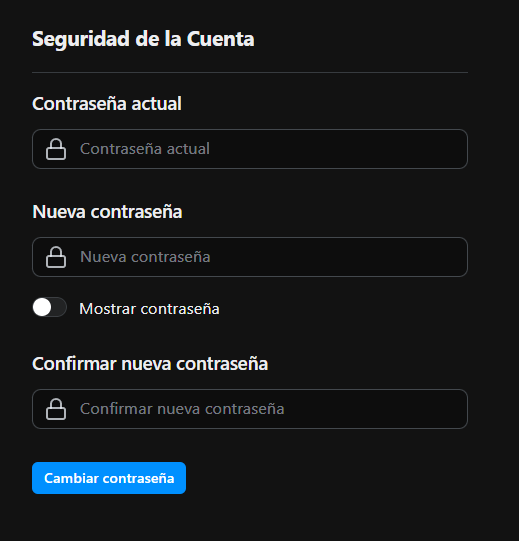 Seguridad de la Cuenta
Contraseña actual
Contraseña actual
Nueva contraseña
Nueva contraseña
Mostrar contraseña
Confirmar nueva contraseña
Confirmar nueva contraseña
Cambiar contraseña